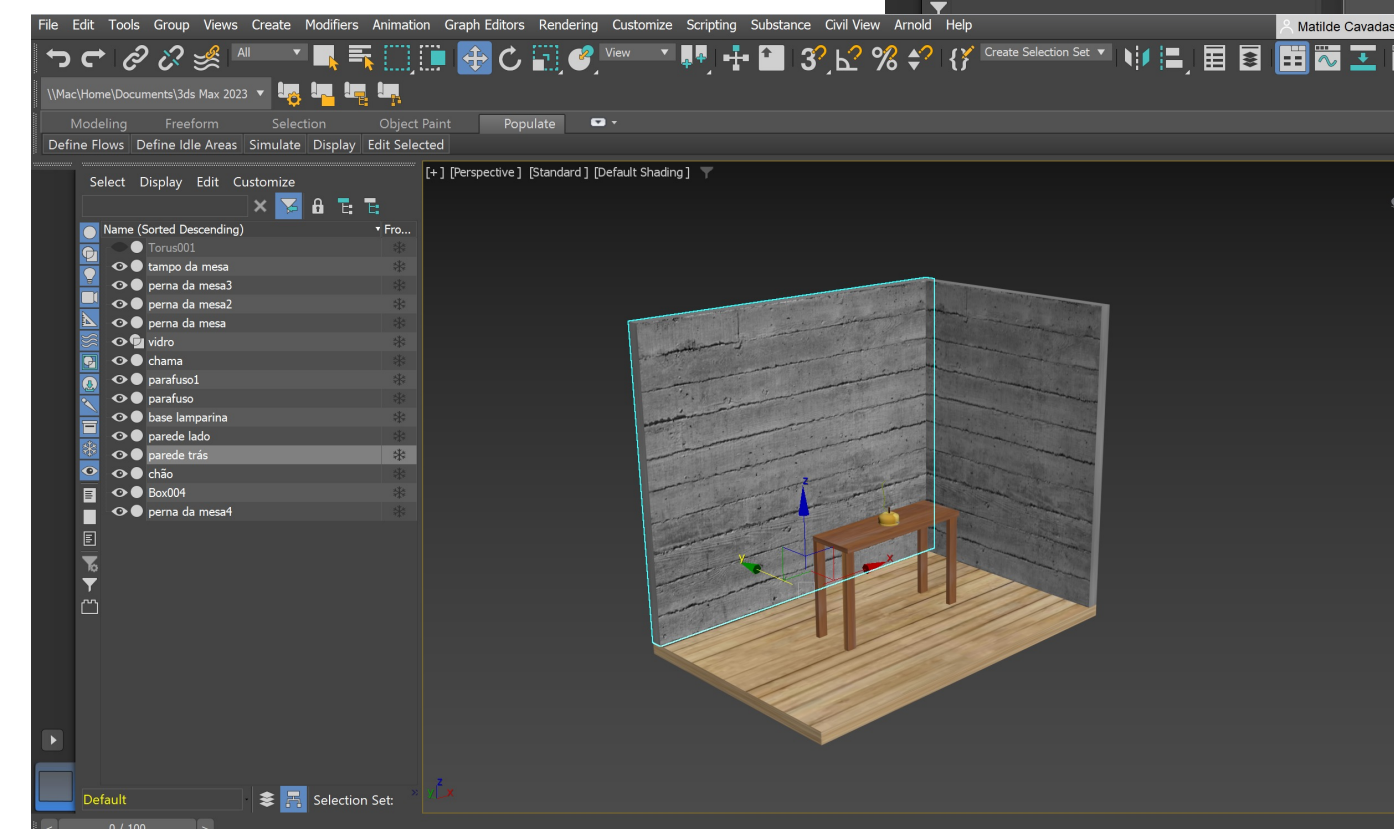 File Edit Tools Group Views Create Modifiers Animation Graph Editors Rendering Customize Scripting Substance Civil View Arnold Help
Matilde Cavadas
All
View
Create Selection Set
\\Mac\Home\Documents\3ds Max 2023
Modeling Freeform Selection Object Paint Populate
Define Flows Define Idle Areas Simulate Display Edit Selected
[+] [Perspective] [Standard] [Default Shading]
Select Display Edit Customize
Name (Sorted Descending) Fro...
Torus001
tampo da mesa
perna da mesa3
perna da mesa2
perna da mesa
vidro
chama
parafuso1
parafuso
base lamparina
parede lado
parede trás
chão
Box004
perna da mesa4
z
y
x
z
y x
Default Selection Set:
< 0 / 100 >